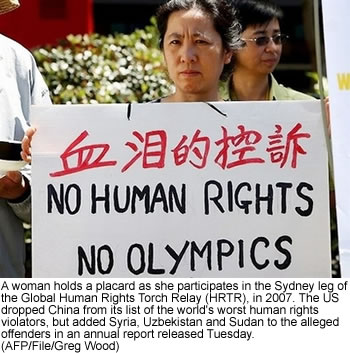 血泪的控訴
NO HUMAN RIGHTS
NO OLYMPICS
A woman holds a placard as she participates in the Sydney leg of
the Global Human Rights Torch Relay (HRTR), in 2007. The US
dropped China from its list of the world's worst human rights
violators, but added Syria, Uzbekistan and Sudan to the alleged
offenders in an annual report released Tuesday.
(AFP/File/Greg Wood)